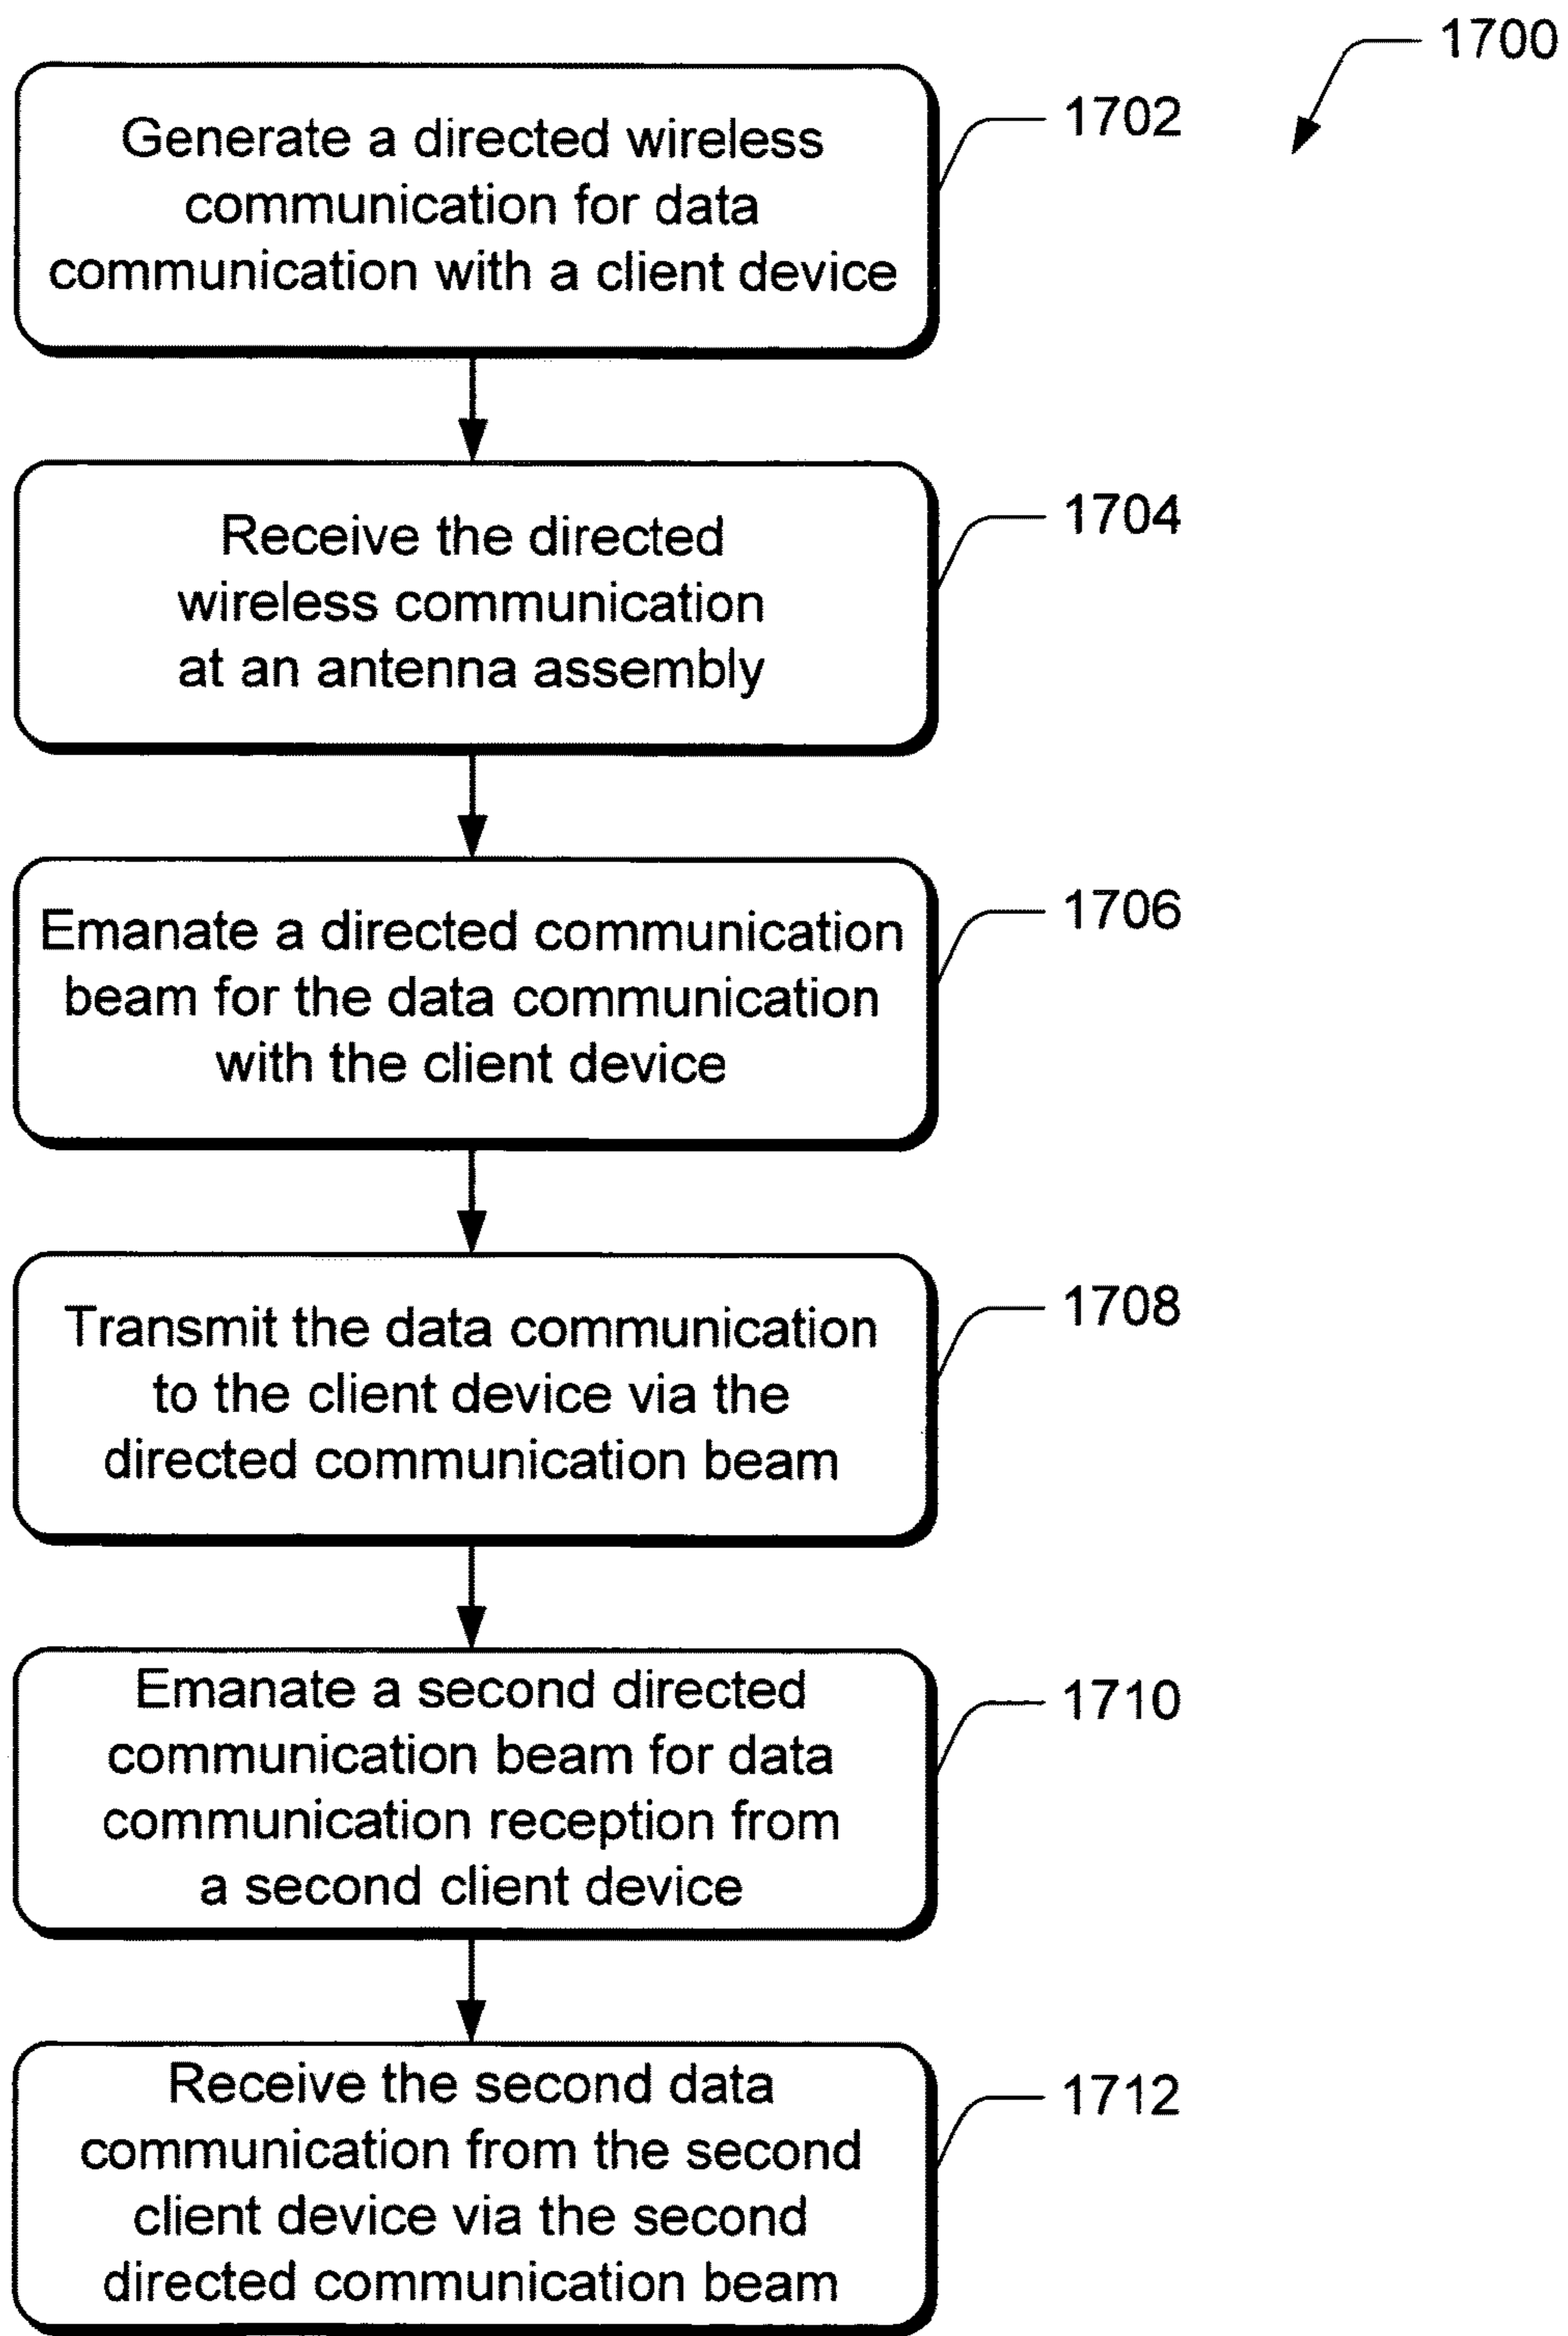 1700
Generate a directed wireless
communication for data
communication with a client device
1702
Receive the directed
wireless communication
at an antenna assembly
1704
Emanate a directed communication
beam for the data communication
with the client device
1706
Transmit the data communication
to the client device via the
directed communication beam
1708
Emanate a second directed
communication beam for data
communication reception from
a second client device
1710
Receive the second data
communication from the second
client device via the second
directed communication beam
1712